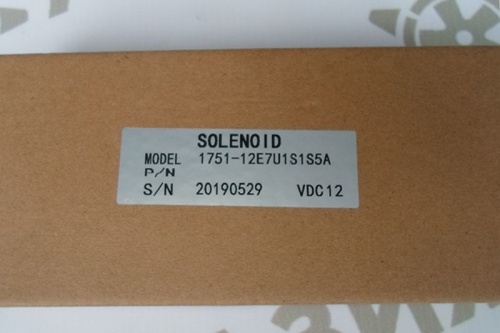 SOLENOID
MODEL 1751-12E7U1S1S5A
P/N
S/N 20190529 VDC12